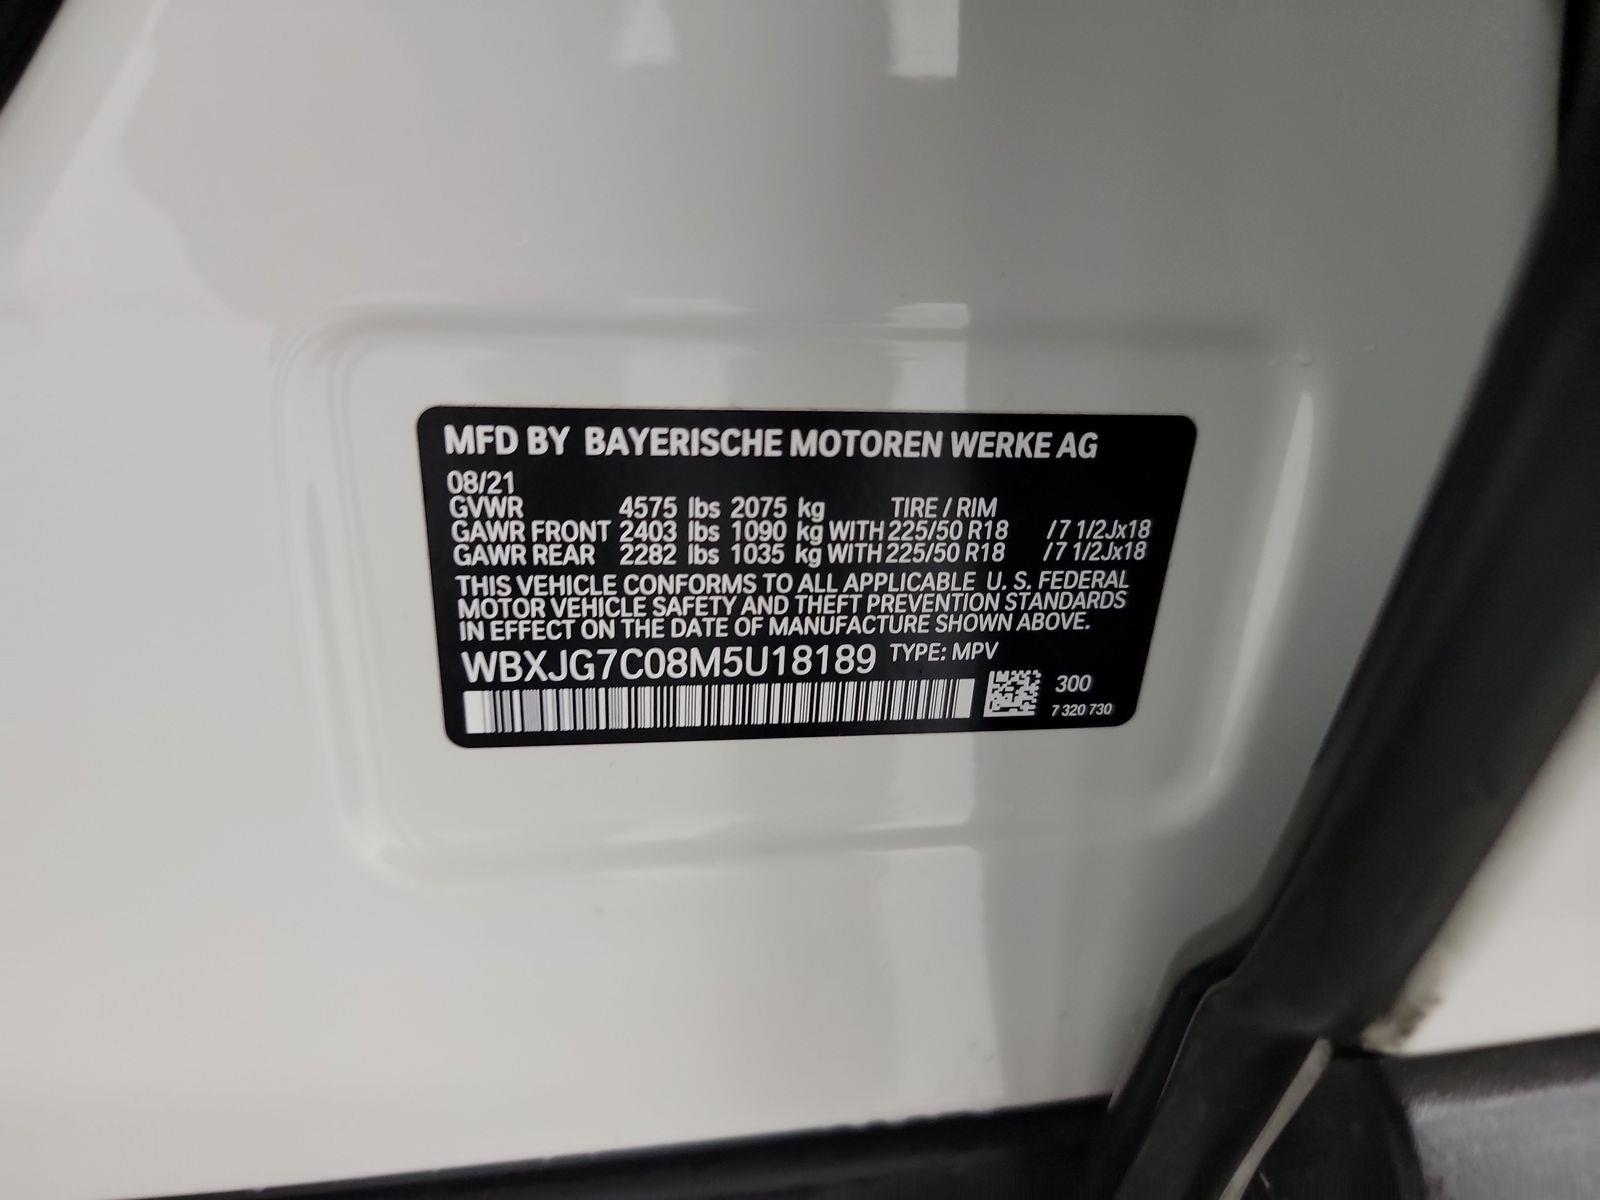 MFD BY BAYERISCHE MOTOREN WERKE AG
08/21
GVWR 4575 lbs 2075 kg TIRE / RIM
GAWR FRONT 2403 lbs 1090 kg WITH 225/50 R18 /7 1/2Jx18
GAWR REAR 2282 lbs 1035 kg WITH 225/50 R18 /7 1/2Jx18
THIS VEHICLE CONFORMS TO ALL APPLICABLE U. S. FEDERAL
MOTOR VEHICLE SAFETY AND THEFT PREVENTION STANDARDS
IN EFFECT ON THE DATE OF MANUFACTURE SHOWN ABOVE.
WBXJG7C08M5U18189 TYPE: MPV
300
7 320 730